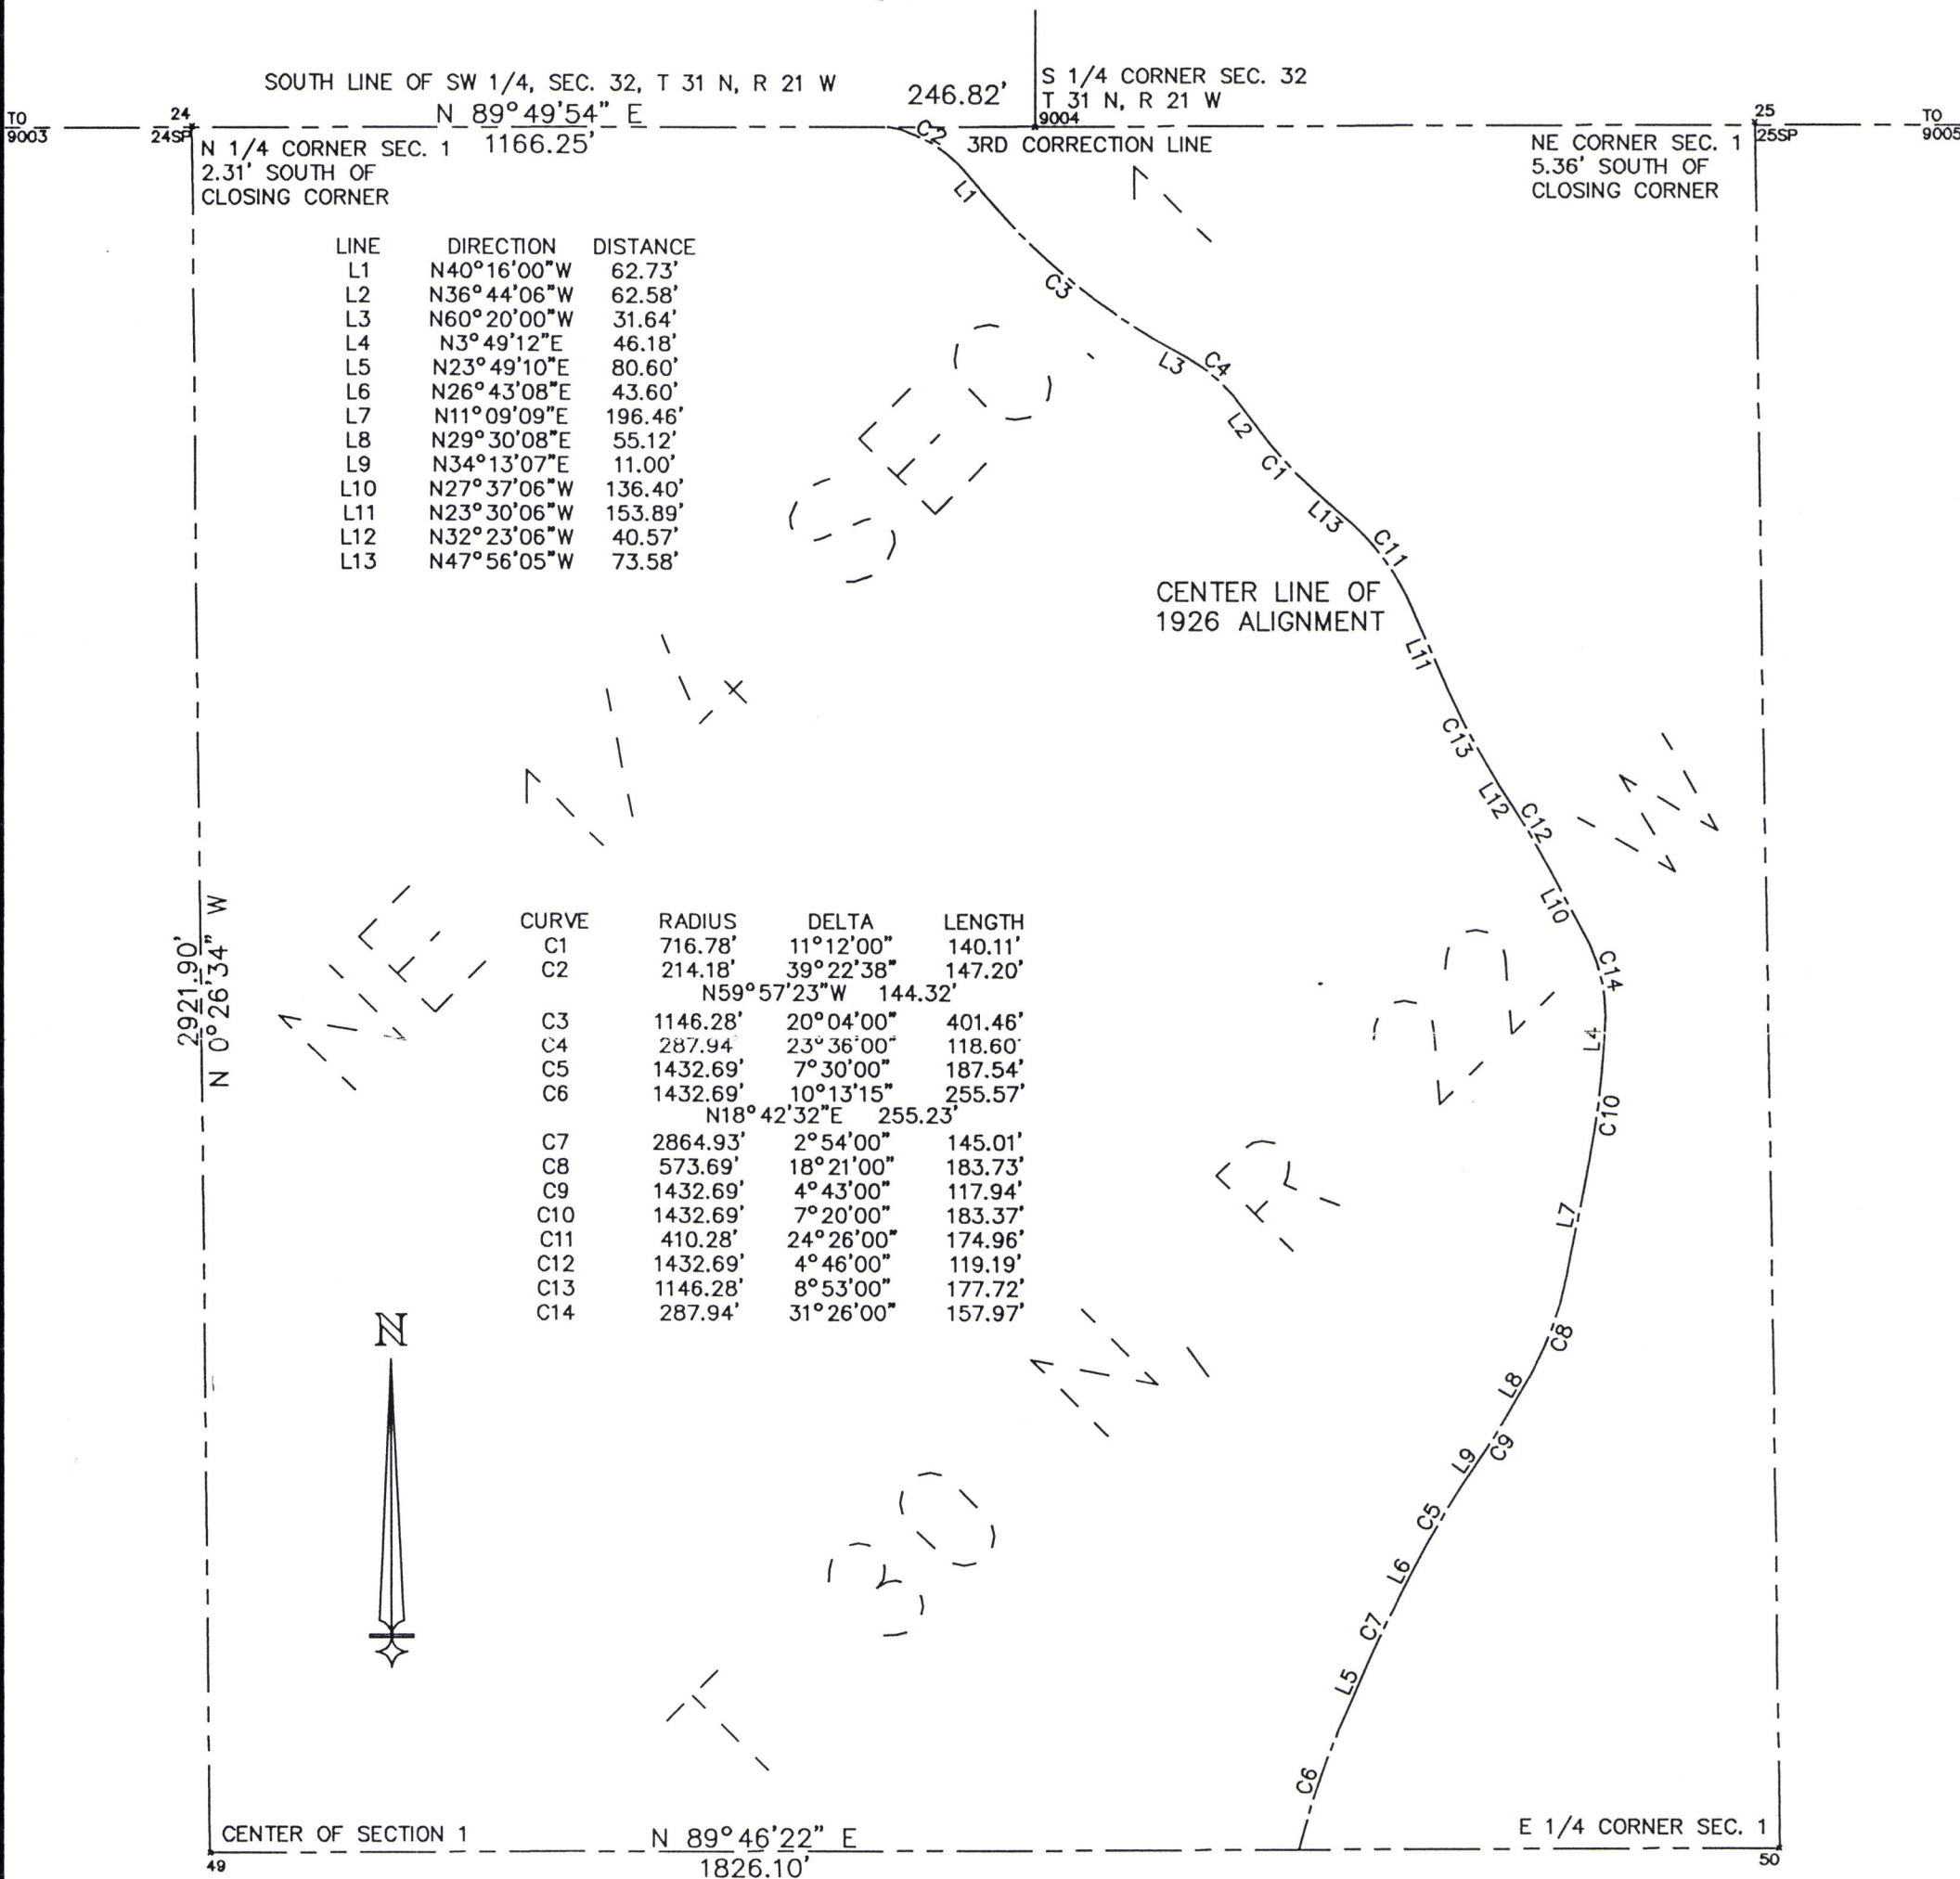 SOUTH LINE OF SW 1/4, SEC. 32, T 31 N, R 21 W
246.82'
S 1/4 CORNER SEC. 32
T 31 N, R 21 W
TO
9003
24
24SP
N 89°49'54" E
1166.25'
N 1/4 CORNER SEC. 1
2.31' SOUTH OF
CLOSING CORNER
C2
9004
3RD CORRECTION LINE
NE CORNER SEC. 1
5.36' SOUTH OF
CLOSING CORNER
25
25SP
TO
9005
LINE DIRECTION DISTANCE
L1 N40°16'00"W 62.73'
L2 N36°44'06"W 62.58'
L3 N60°20'00"W 31.64'
L4 N3°49'12"E 46.18'
L5 N23°49'10"E 80.60'
L6 N26°43'08"E 43.60'
L7 N11°09'09"E 196.46'
L8 N29°30'08"E 55.12'
L9 N34°13'07"E 11.00'
L10 N27°37'06"W 136.40'
L11 N23°30'06"W 153.89'
L12 N32°23'06"W 40.57'
L13 N47°56'05"W 73.58'
L1
C3
L3
C4
L2
C1
L13
C11
CENTER LINE OF
1926 ALIGNMENT
L11
C13
L12
C12
L10
C14
L4
C10
L7
C8
L8
C9
L9
C5
L6
C7
L5
C6
NE 1/4 SEC. 1
T 30 N, R 22 W
2921.90'
N 0°26'34" W
CURVE RADIUS DELTA LENGTH
C1 716.78' 11°12'00" 140.11'
C2 214.18' 39°22'38" 147.20'
N59°57'23"W 144.32'
C3 1146.28' 20°04'00" 401.46'
C4 287.94' 23°36'00" 118.60'
C5 1432.69' 7°30'00" 187.54'
C6 1432.69' 10°13'15" 255.57'
N18°42'32"E 255.23'
C7 2864.93' 2°54'00" 145.01'
C8 573.69' 18°21'00" 183.73'
C9 1432.69' 4°43'00" 117.94'
C10 1432.69' 7°20'00" 183.37'
C11 410.28' 24°26'00" 174.96'
C12 1432.69' 4°46'00" 119.19'
C13 1146.28' 8°53'00" 177.72'
C14 287.94' 31°26'00" 157.97'
N
CENTER OF SECTION 1
49
N 89°46'22" E
1826.10'
E 1/4 CORNER SEC. 1
50